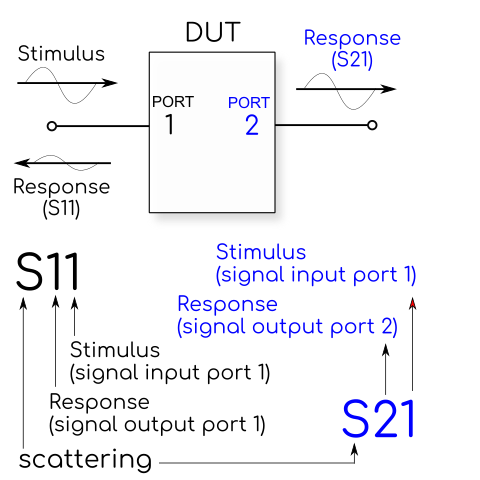 DUT
Stimulus
Response
(S21)
PORT
1
PORT
2
Response
(S11)
S11
Stimulus
(signal input port 1)
Response
(signal output port 2)
Stimulus
(signal input port 1)
Response
(signal output port 1)
S21
scattering